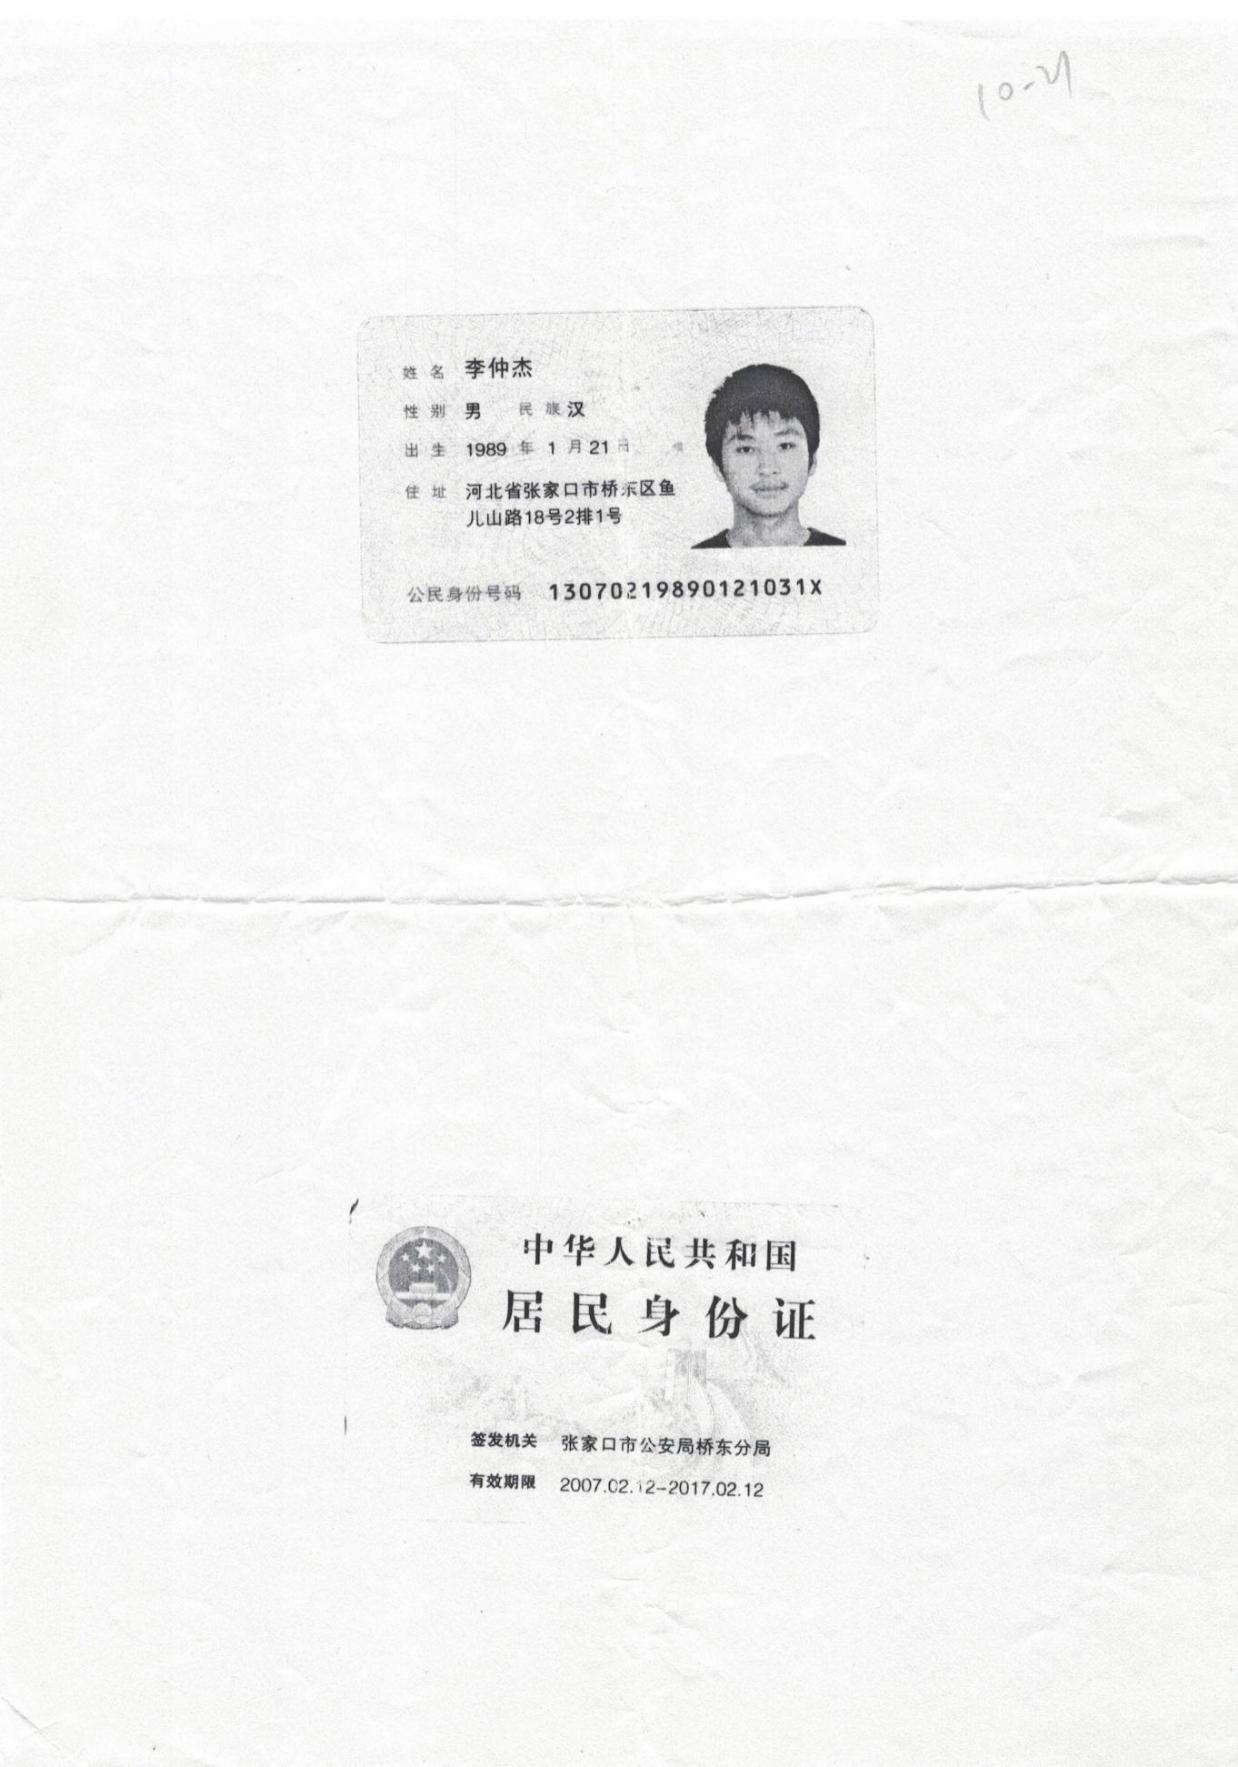 10-21
姓名 李仲杰
性别 男 民族 汉
出生 1989 年 1 月 21 日
住址 河北省张家口市桥东区鱼
儿山路18号2排1号
公民身份号码 13070219890121031X
中华人民共和国
居民身份证
签发机关 张家口市公安局桥东分局
有效期限 2007.02.12-2017.02.12